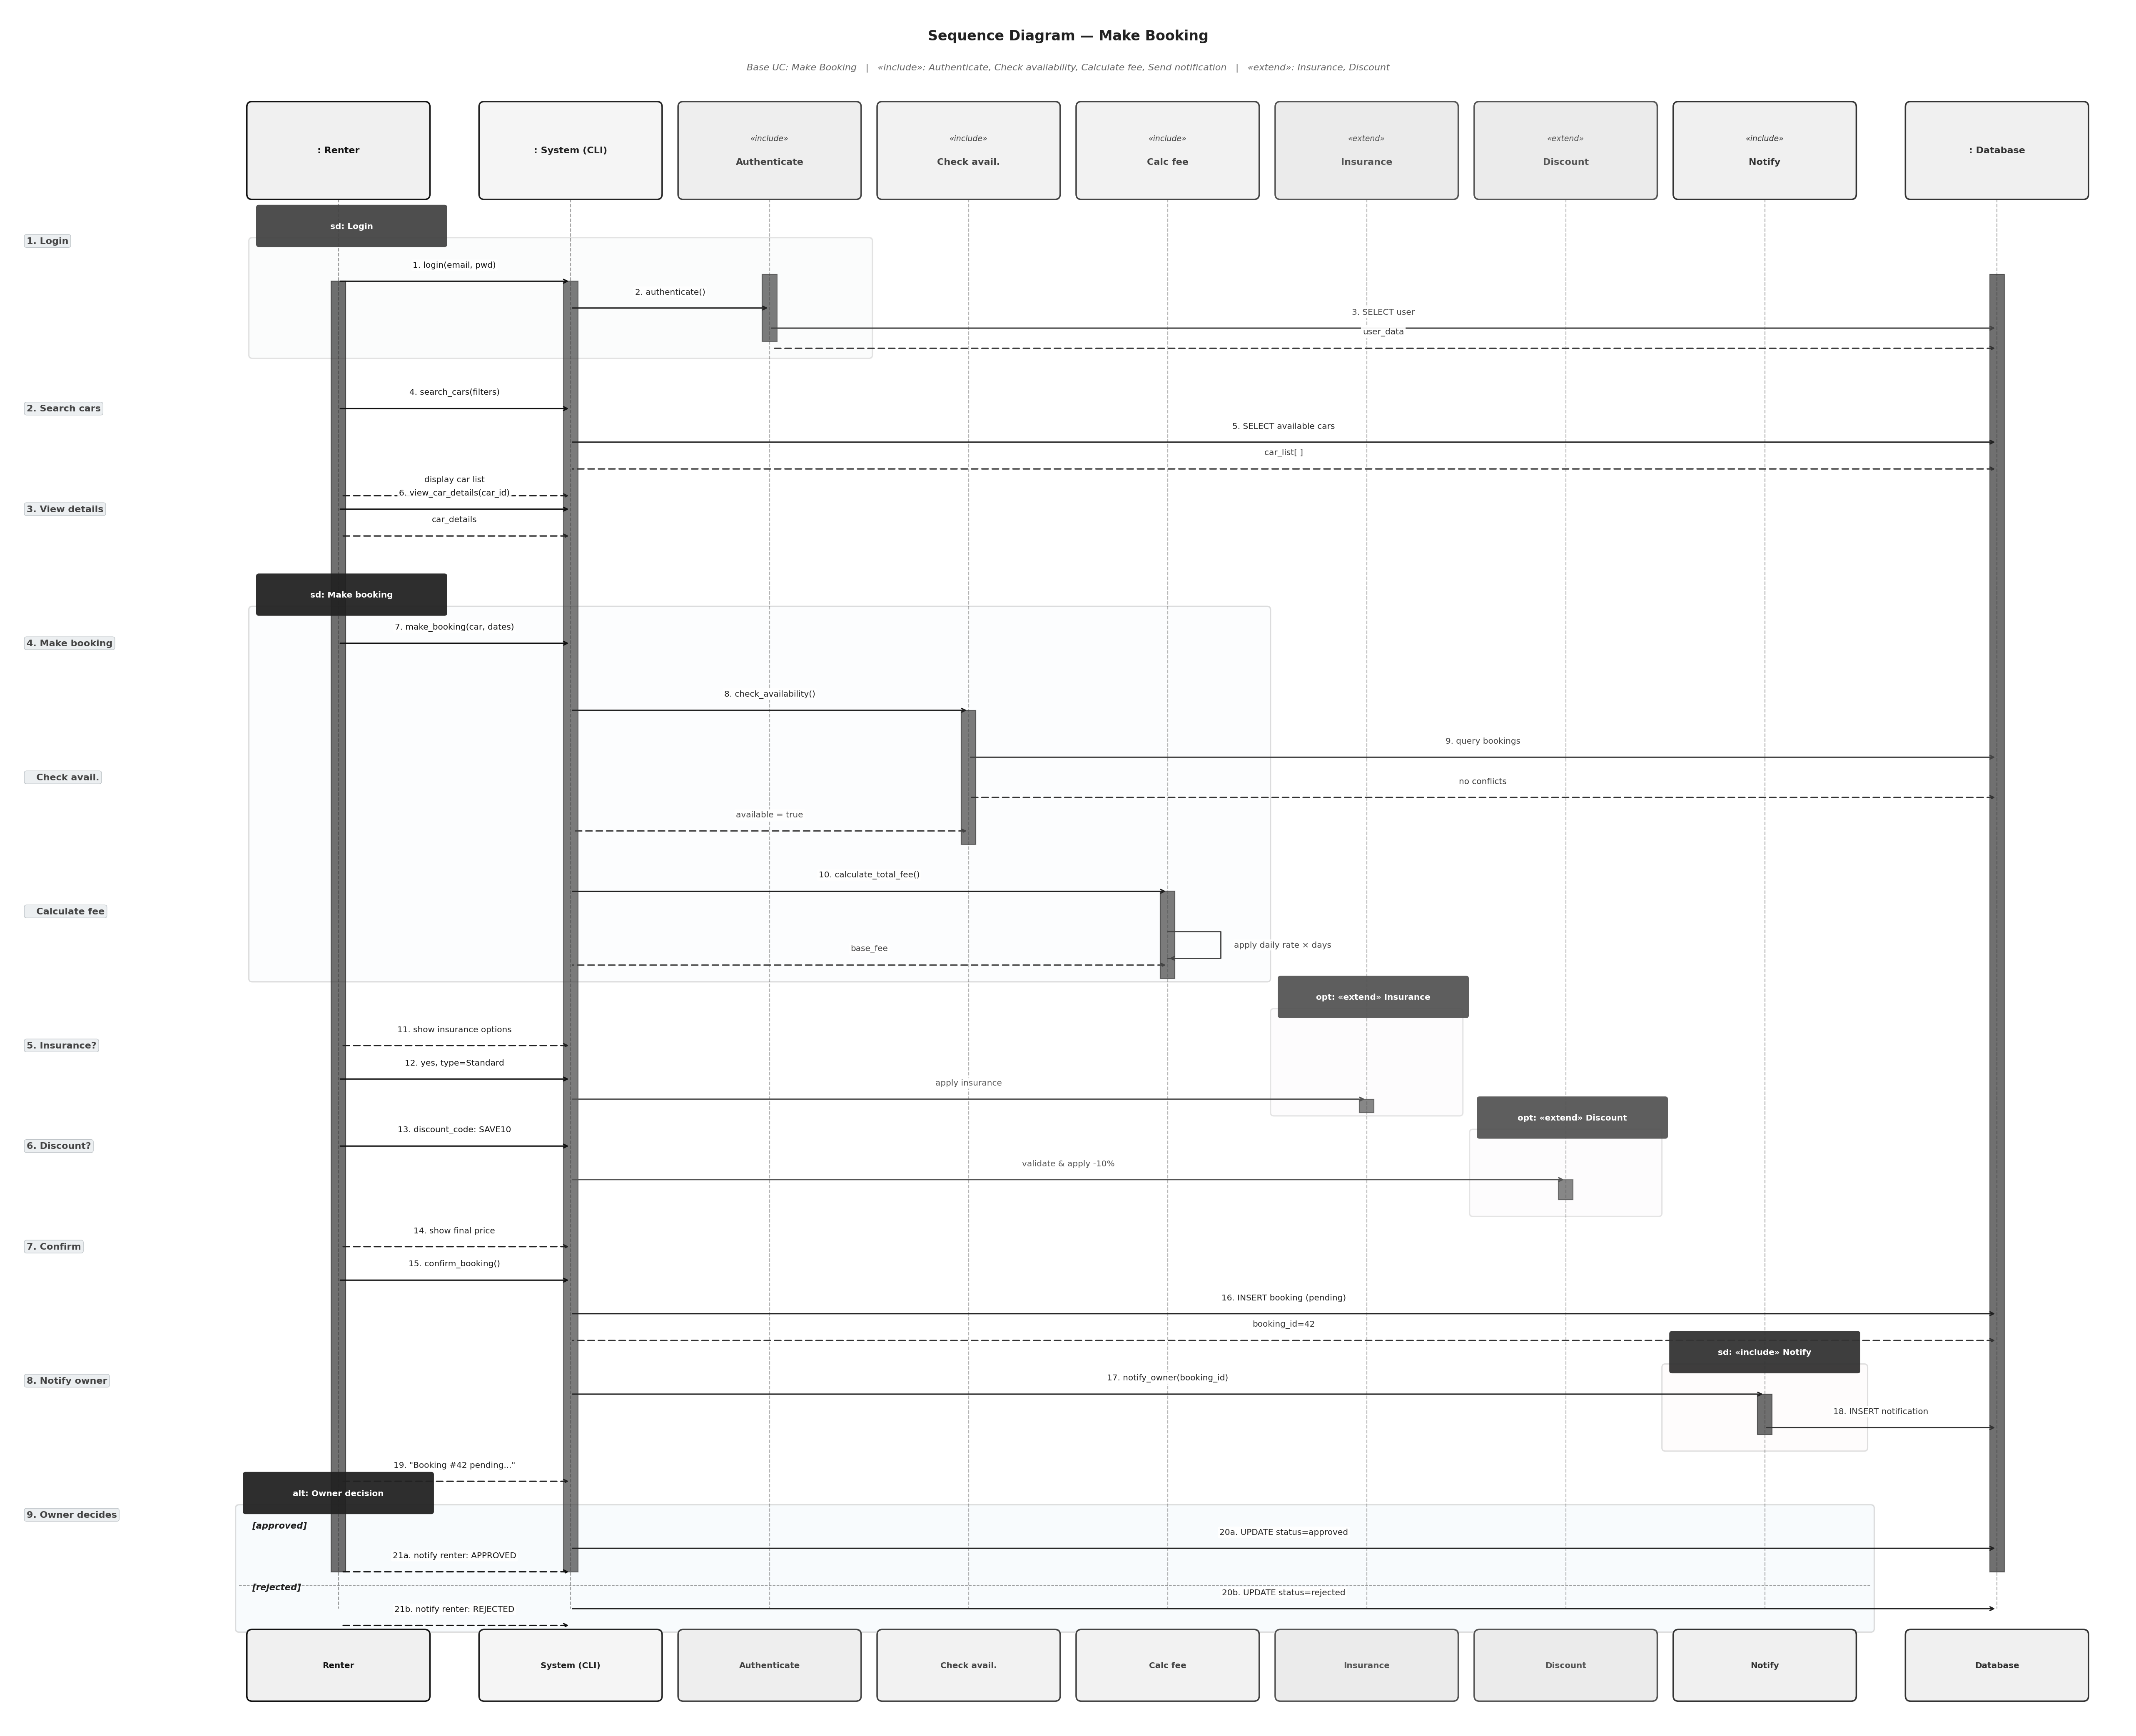 Sequence Diagram — Make Booking
Base UC: Make Booking | «include»: Authenticate, Check availability, Calculate fee, Send notification | «extend»: Insurance, Discount
: Renter
: System (CLI)
«include»
Authenticate
«include»
Check avail.
«include»
Calc fee
«extend»
Insurance
«extend»
Discount
«include»
Notify
: Database
sd: Login
1. Login
1. login(email, pwd)
2. authenticate()
3. SELECT user
user_data
4. search_cars(filters)
2. Search cars
5. SELECT available cars
car_list[ ]
display car list
6. view_car_details(car_id)
3. View details
car_details
sd: Make booking
7. make_booking(car, dates)
4. Make booking
8. check_availability()
9. query bookings
Check avail.
no conflicts
available = true
10. calculate_total_fee()
Calculate fee
apply daily rate × days
base_fee
opt: «extend» Insurance
11. show insurance options
5. Insurance?
12. yes, type=Standard
apply insurance
opt: «extend» Discount
13. discount_code: SAVE10
6. Discount?
validate & apply -10%
14. show final price
7. Confirm
15. confirm_booking()
16. INSERT booking (pending)
booking_id=42
sd: «include» Notify
8. Notify owner
17. notify_owner(booking_id)
18. INSERT notification
19. "Booking #42 pending..."
alt: Owner decision
9. Owner decides
[approved]
20a. UPDATE status=approved
21a. notify renter: APPROVED
[rejected]
20b. UPDATE status=rejected
21b. notify renter: REJECTED
Renter
System (CLI)
Authenticate
Check avail.
Calc fee
Insurance
Discount
Notify
Database